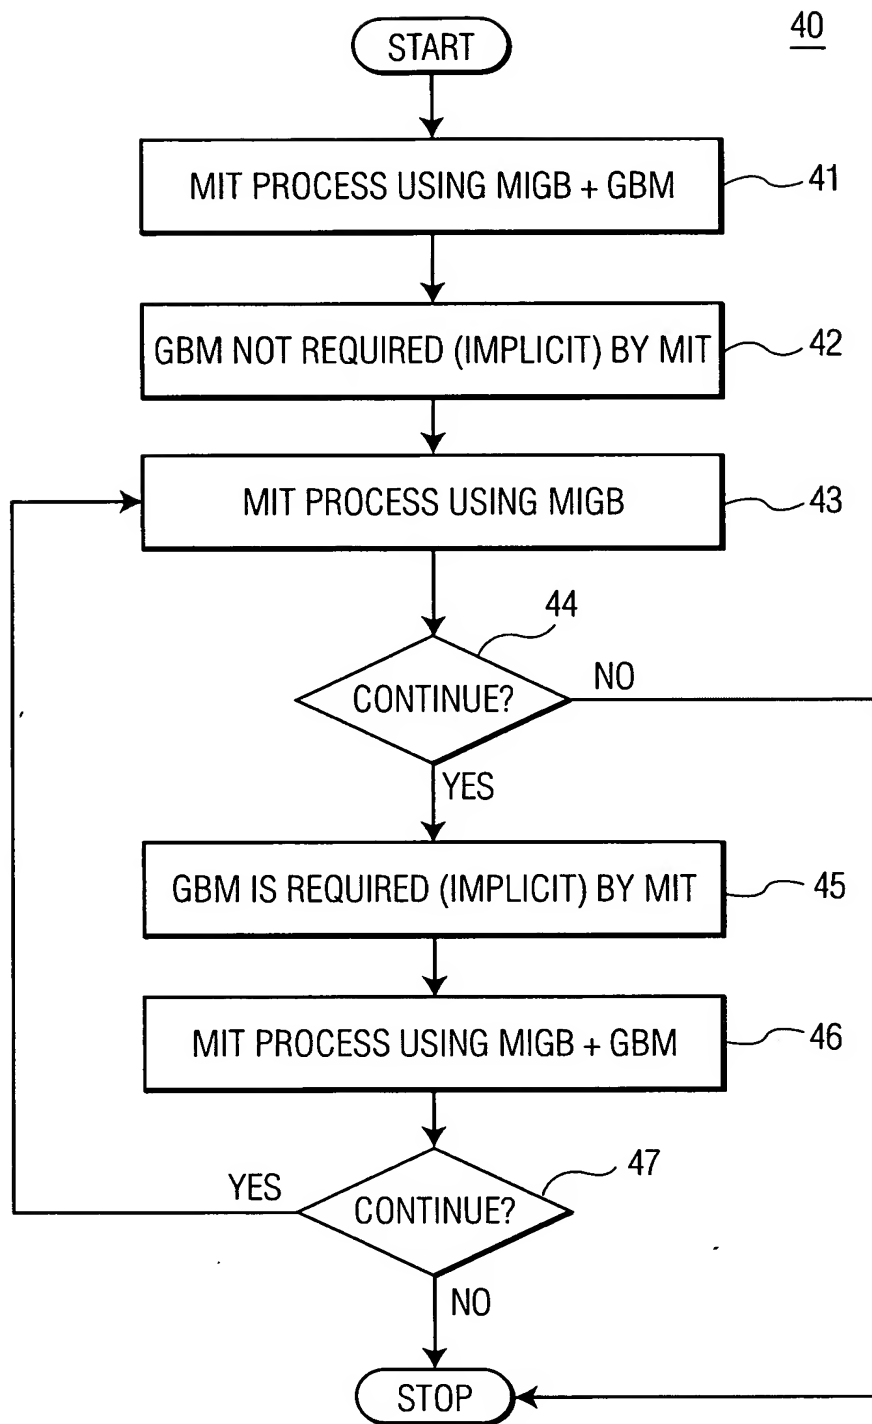 40
START
MIT PROCESS USING MIGB + GBM
41
GBM NOT REQUIRED (IMPLICIT) BY MIT
42
MIT PROCESS USING MIGB
43
44
CONTINUE?
NO
YES
GBM IS REQUIRED (IMPLICIT) BY MIT
45
MIT PROCESS USING MIGB + GBM
46
47
YES
CONTINUE?
NO
STOP